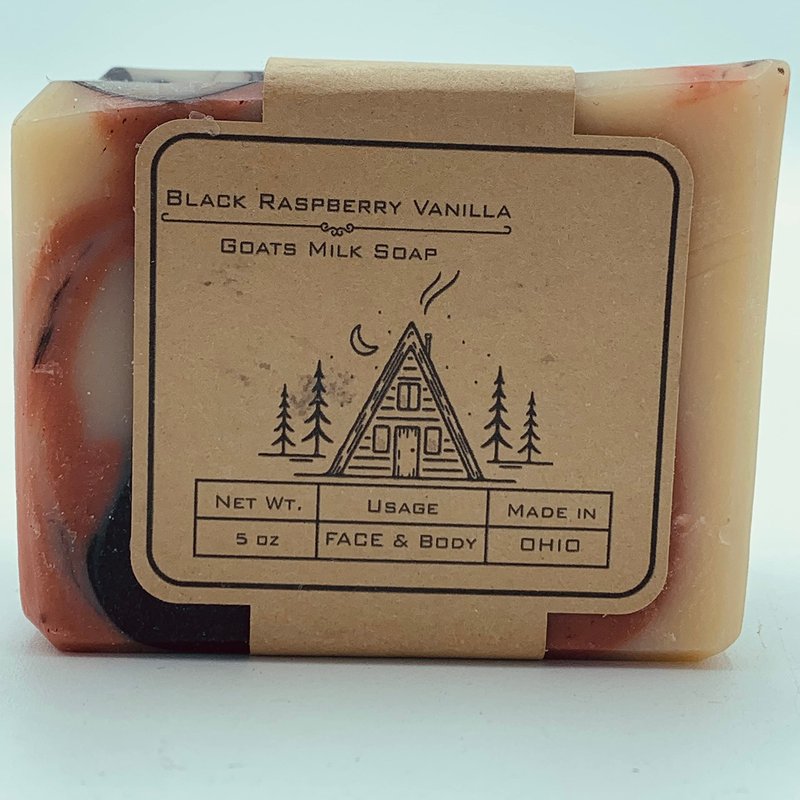 Black Raspberry Vanilla
Goats Milk Soap
Net Wt. Usage Made in
5 oz FACE & Body OHIO